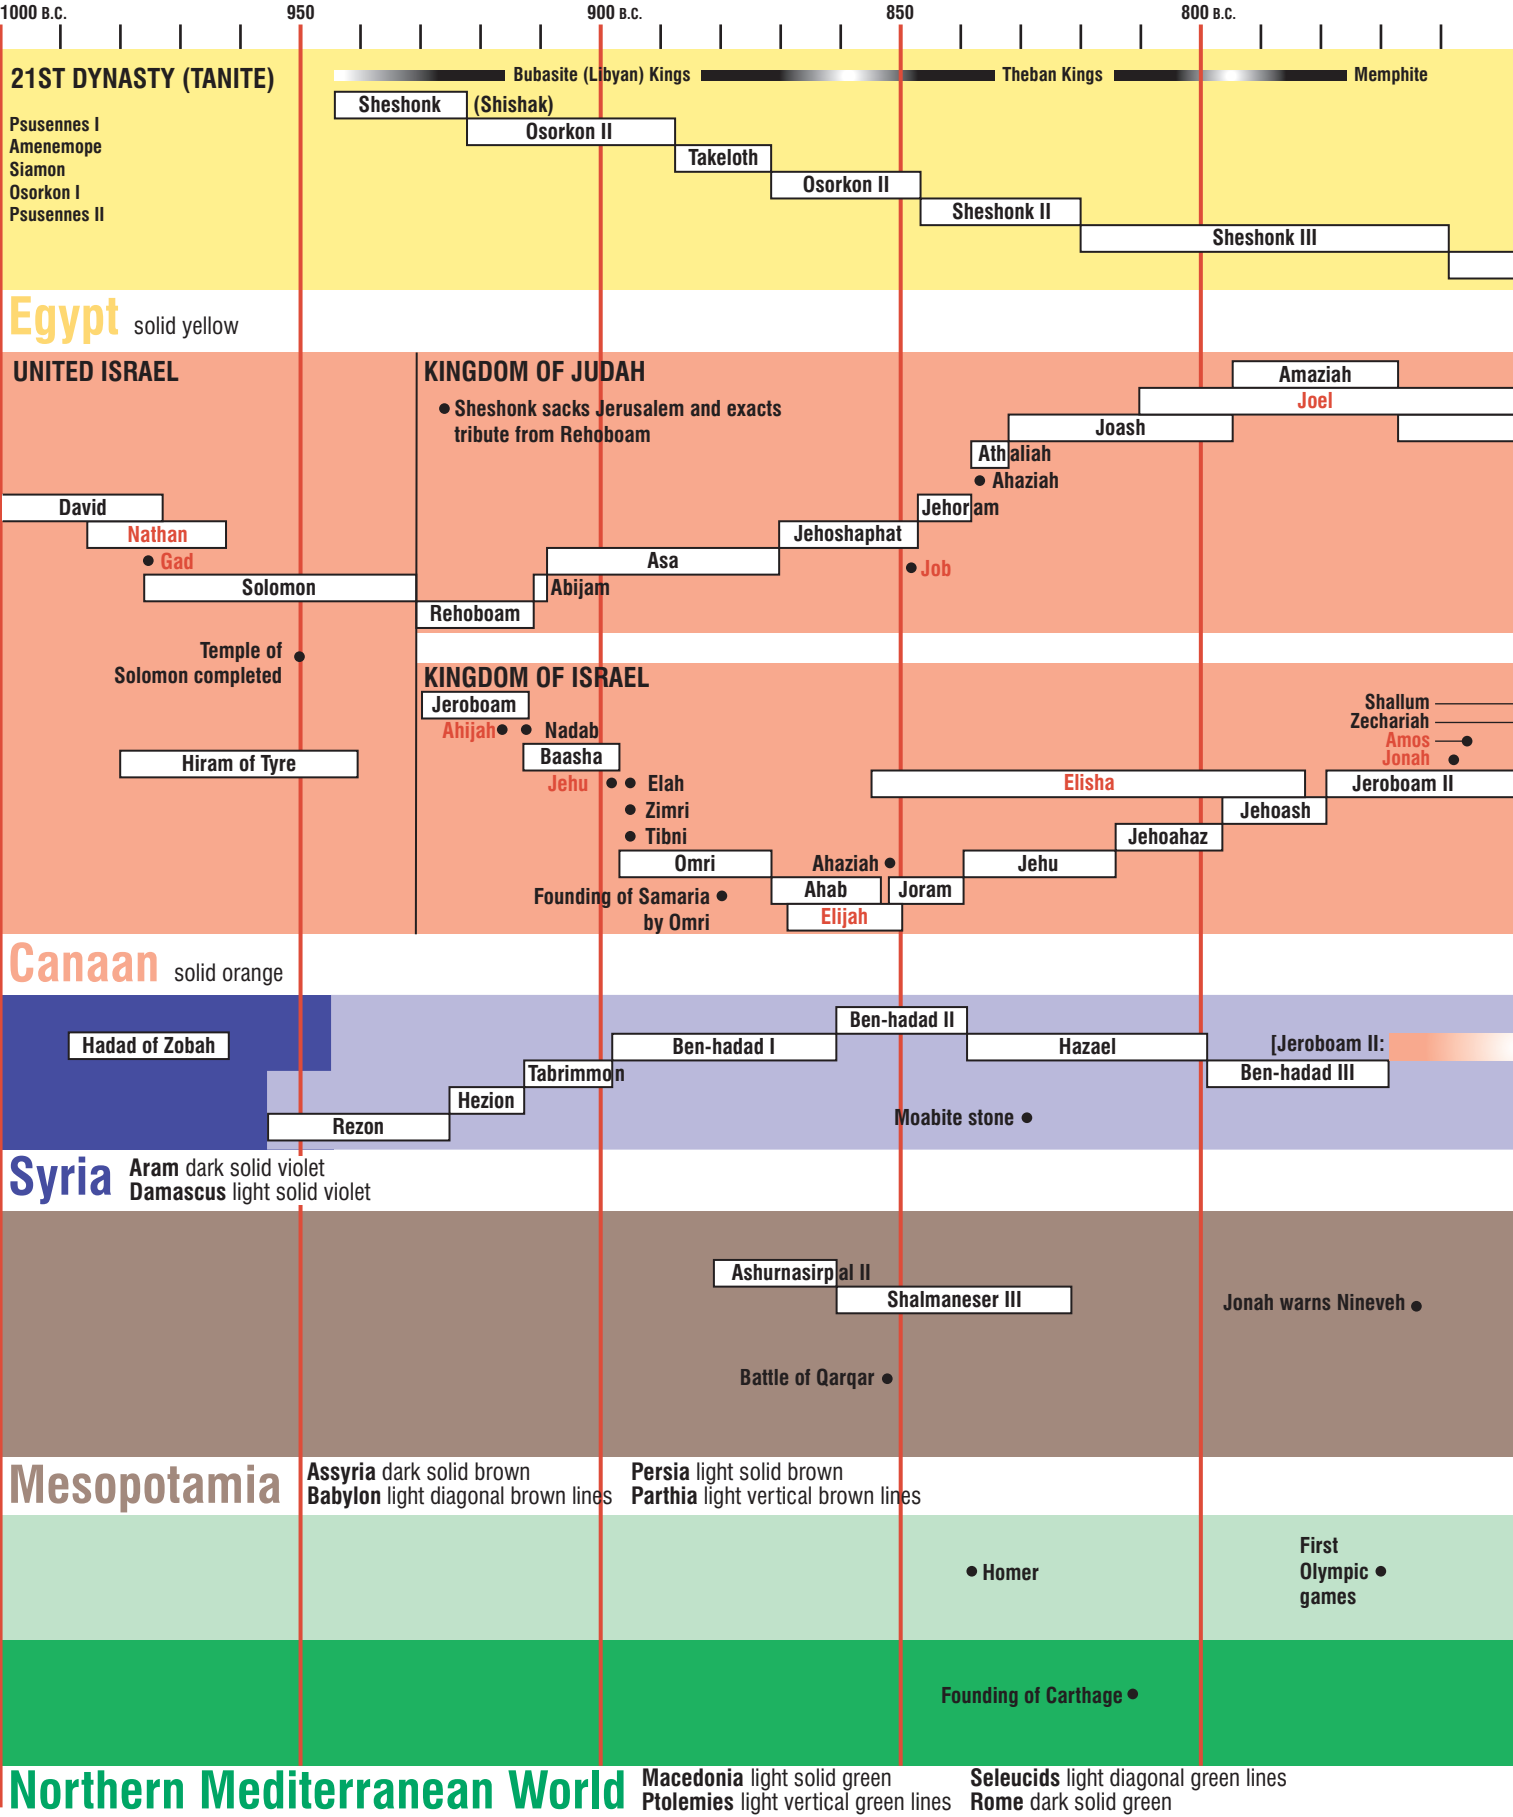 1000 B.C.
950
900 B.C.
850
800 B.C.
21ST DYNASTY (TANITE)
Bubasite (Libyan) Kings
Theban Kings
Memphite
Sheshonk
(Shishak)
Psusennes I
Osorkon II
Amenemope
Takeloth
Siamon
Osorkon II
Osorkon I
Sheshonk II
Psusennes II
Sheshonk III
Egypt solid yellow
UNITED ISRAEL
KINGDOM OF JUDAH
Amaziah
Joel
Sheshonk sacks Jerusalem and exacts
tribute from Rehoboam
Joash
Athaliah
Ahaziah
David
Jehoram
Nathan
Jehoshaphat
Gad
Asa
Job
Solomon
Abijam
Rehoboam
Temple of
Solomon completed
KINGDOM OF ISRAEL
Jeroboam
Shallum
Zechariah
Ahijah
Nadab
Amos
Baasha
Jonah
Hiram of Tyre
Jehu
Elah
Elisha
Jeroboam II
Zimri
Jehoash
Tibni
Jehoahaz
Omri
Ahaziah
Jehu
Founding of Samaria
by Omri
Ahab
Joram
Elijah
Canaan solid orange
Ben-hadad II
Hadad of Zobah
Ben-hadad I
Hazael
[Jeroboam II:
Tabrimmon
Ben-hadad III
Hezion
Moabite stone
Rezon
Syria
Aram dark solid violet
Damascus light solid violet
Ashurnasirpal II
Shalmaneser III
Jonah warns Nineveh
Battle of Qarqar
Mesopotamia
Assyria dark solid brown
Babylon light diagonal brown lines
Persia light solid brown
Parthia light vertical brown lines
Homer
First
Olympic
games
Founding of Carthage
Northern Mediterranean World
Macedonia light solid green
Ptolemies light vertical green lines
Seleucids light diagonal green lines
Rome dark solid green